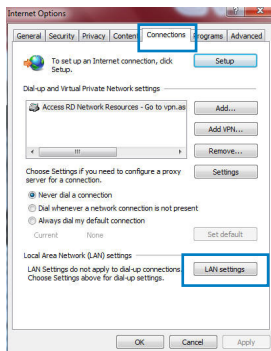 Internet Options
General Security Privacy Content Connections Programs Advanced
To set up an Internet connection, click
Setup.
Setup
Dial-up and Virtual Private Network settings
Access RD Network Resources - Go to vpn.as
Add...
Add VPN...
Remove...
Choose Settings if you need to configure a proxy
server for a connection.
Settings
Never dial a connection
Dial whenever a network connection is not present
Always dial my default connection
Current None
Set default
Local Area Network (LAN) settings
LAN Settings do not apply to dial-up connections.
Choose Settings above for dial-up settings.
LAN settings
OK Cancel Apply